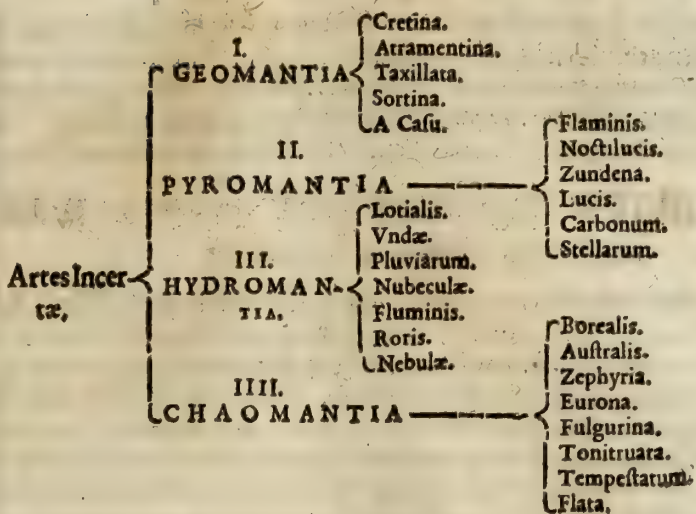 Artes Incer
tæ.
I.
GEOMANTIA
Cretina.
Atramentina.
Taxillata.
Sortina.
A Caſu.
II.
PYROMANTIA
Flaminis.
Noctilucis.
Zundena.
Lucis.
Carbonum.
Stellarum.
III.
HYDROMAN-
TIA.
Lotialis.
Vndæ.
Pluviarum.
Nubeculæ.
Fluminis.
Roris.
Nebulæ.
IIII.
CHAOMANTIA
Borealis.
Auſtralis.
Zephyria.
Eurona.
Fulgurina.
Tonitruata.
Tempeſtatum.
Flata.